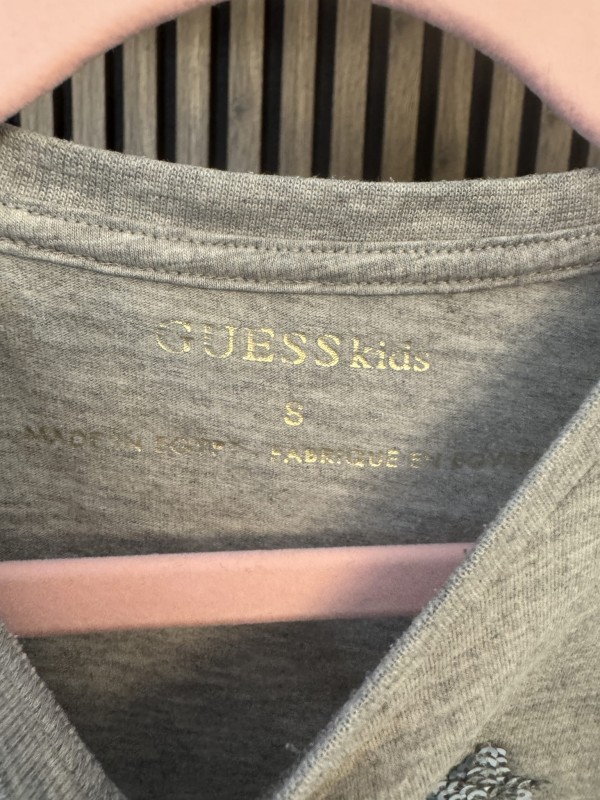 GUESS kids
8
MADE IN EGYPT - FABRIQUÉ EN EGYPTE